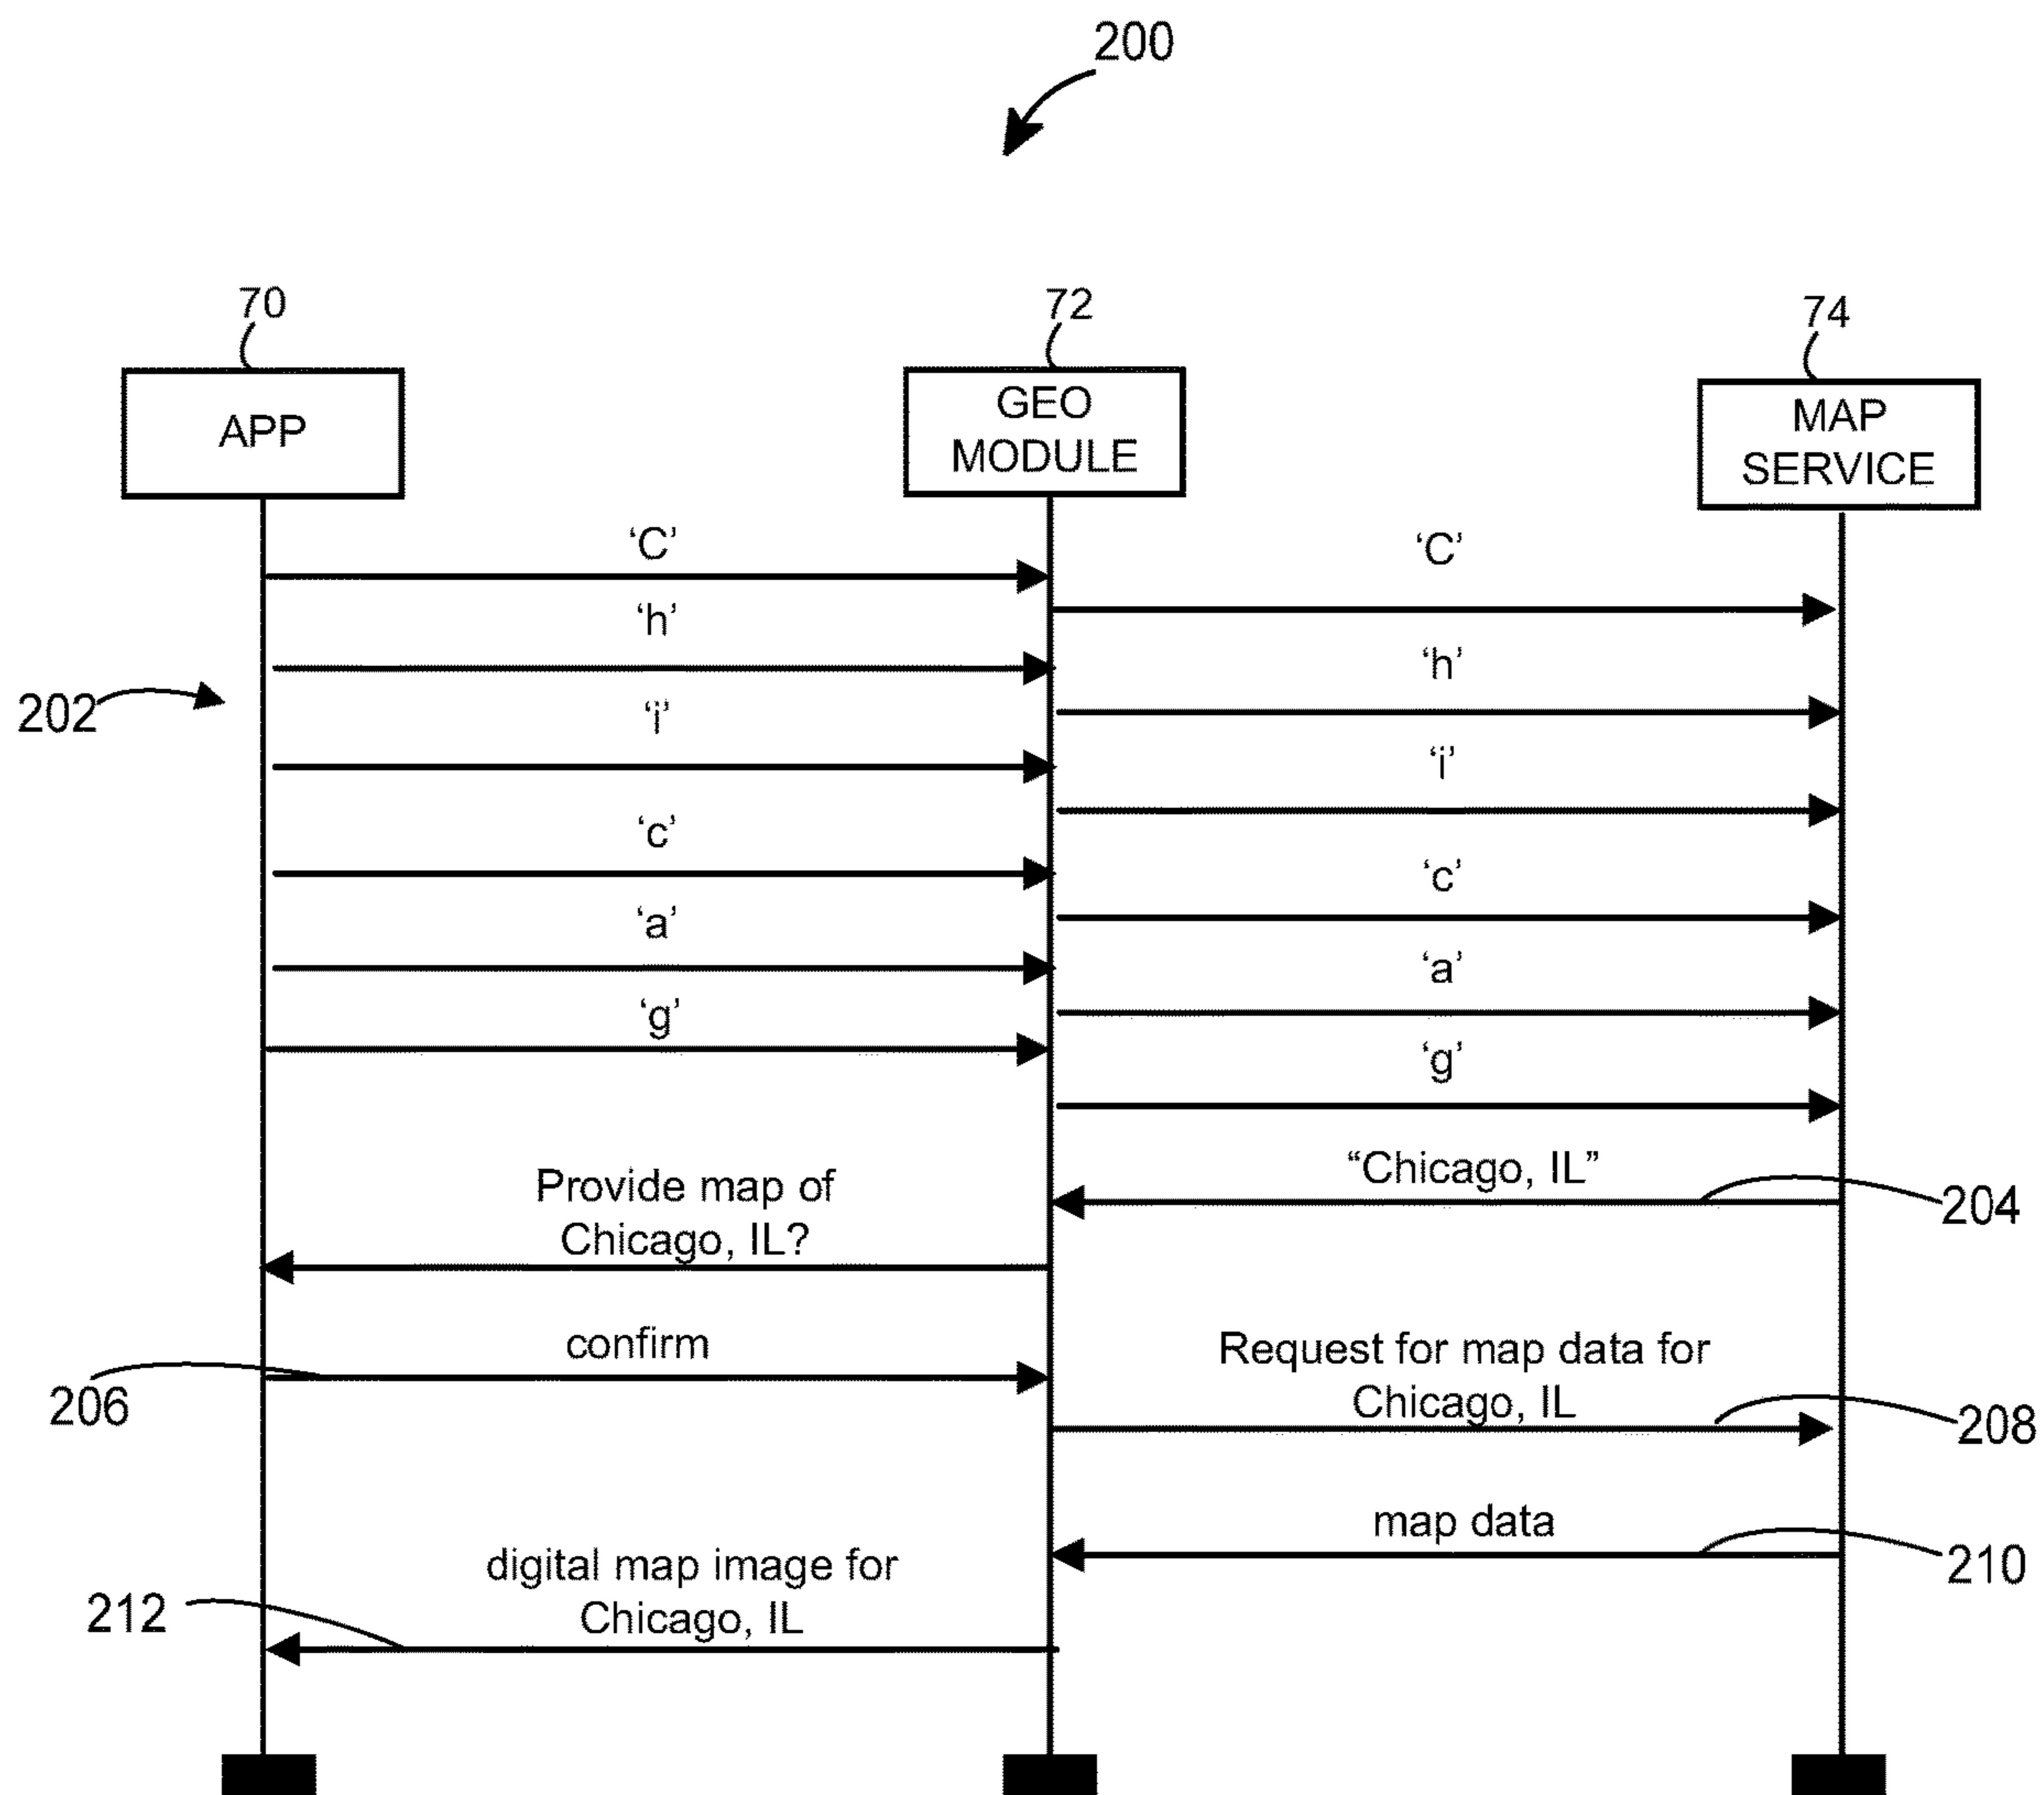 200
70
72
74
APP
GEO
MODULE
MAP
SERVICE
‘C’
‘C’
‘h’
‘h’
202
‘i’
‘i’
‘c’
‘c’
‘a’
‘a’
‘g’
‘g’
“Chicago, IL”
204
Provide map of
Chicago, IL?
confirm
206
Request for map data for
Chicago, IL
208
map data
210
digital map image for
Chicago, IL
212